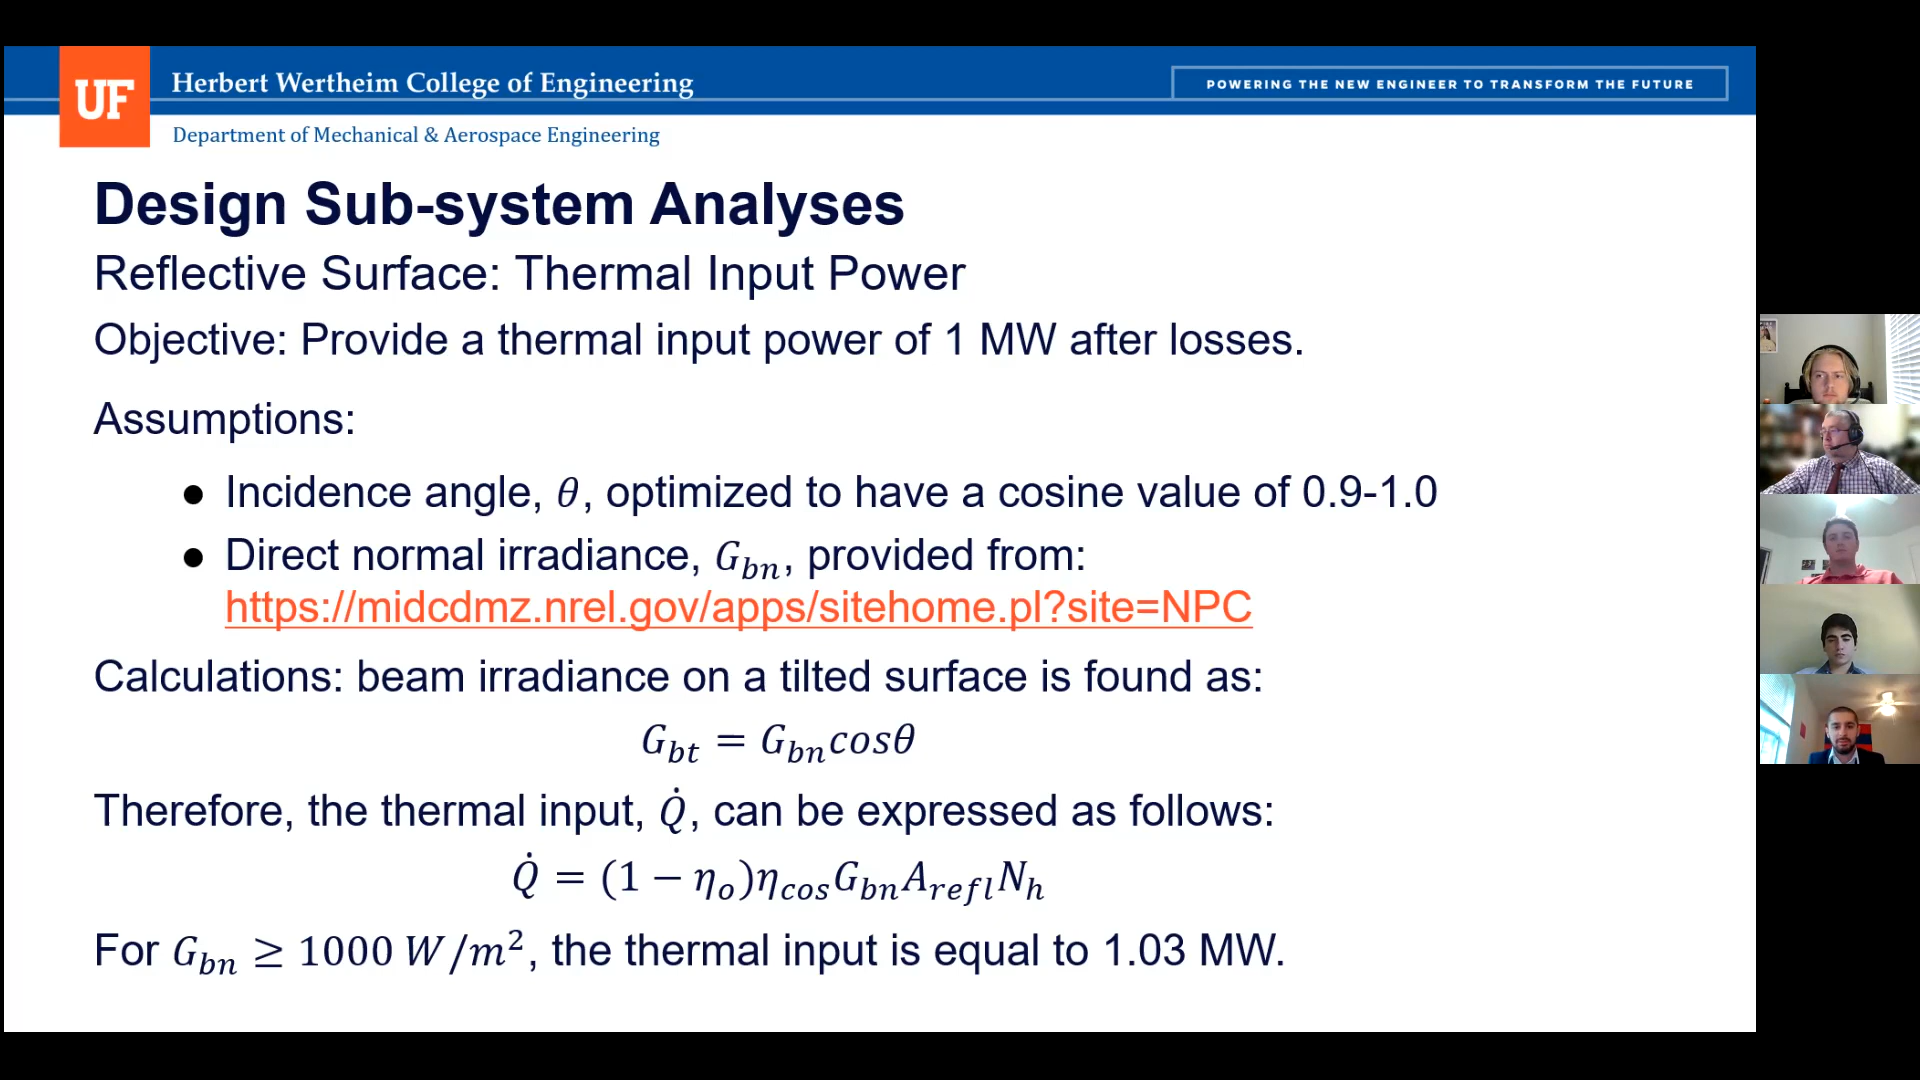 UF
Herbert Wertheim College of Engineering
POWERING THE NEW ENGINEER TO TRANSFORM THE FUTURE
Department of Mechanical & Aerospace Engineering
Design Sub-system Analyses
Reflective Surface: Thermal Input Power
Objective: Provide a thermal input power of 1 MW after losses.
Assumptions:
● Incidence angle, θ, optimized to have a cosine value of 0.9-1.0
● Direct normal irradiance, G_bn, provided from:
https://midcdmz.nrel.gov/apps/sitehome.pl?site=NPC
Calculations: beam irradiance on a tilted surface is found as:
G_bt = G_bn cosθ
Therefore, the thermal input, Q̇, can be expressed as follows:
Q̇ = (1 − η_o)η_cos G_bn A_refl N_h
For G_bn ≥ 1000 W/m², the thermal input is equal to 1.03 MW.